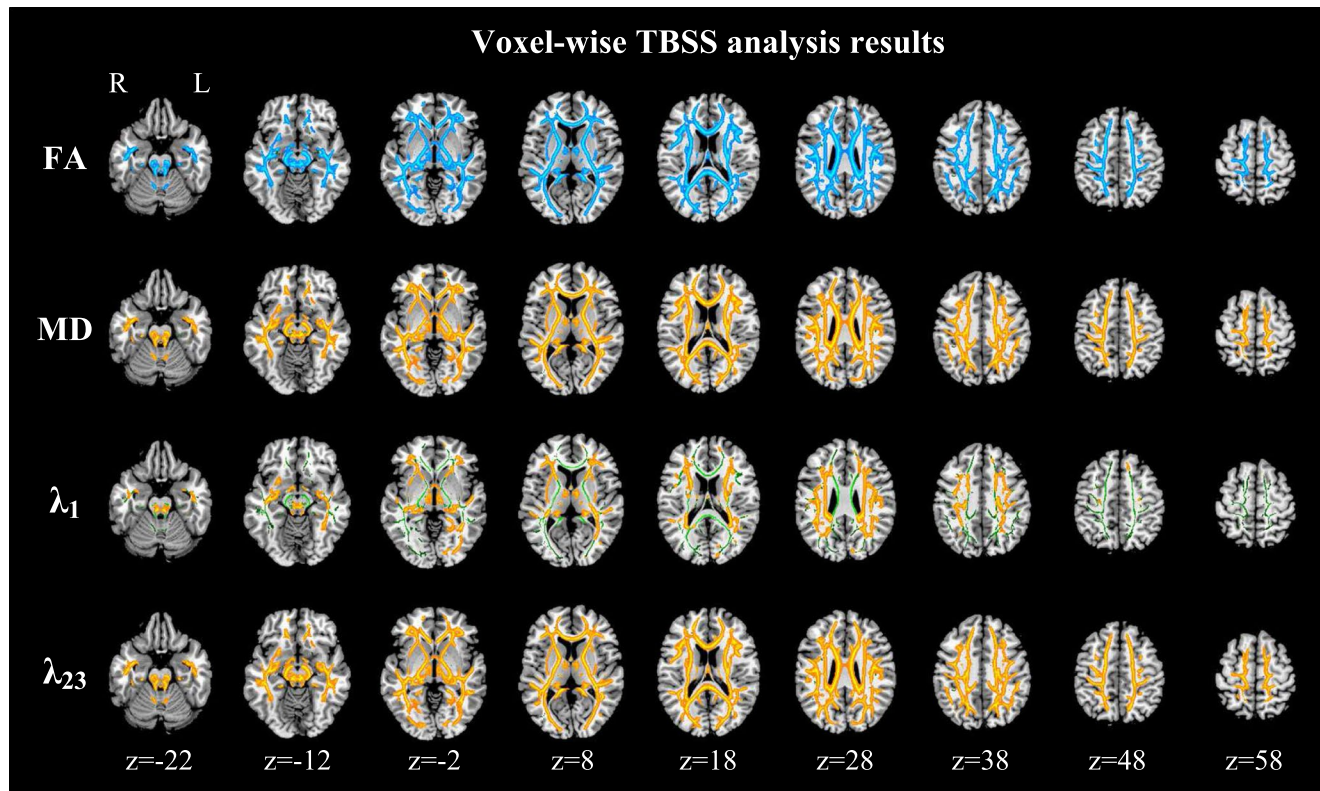 Voxel-wise TBSS analysis results
R L
FA
MD
λ1
λ23
z=-22 z=-12 z=-2 z=8 z=18 z=28 z=38 z=48 z=58